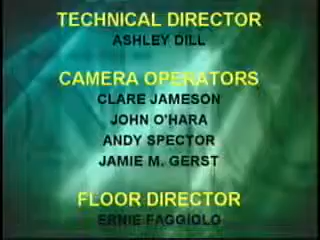 TECHNICAL DIRECTOR
ASHLEY DILL
CAMERA OPERATORS
CLARE JAMESON
JOHN O'HARA
ANDY SPECTOR
JAMIE M. GERST
FLOOR DIRECTOR
ERNIE FAGGIOLO